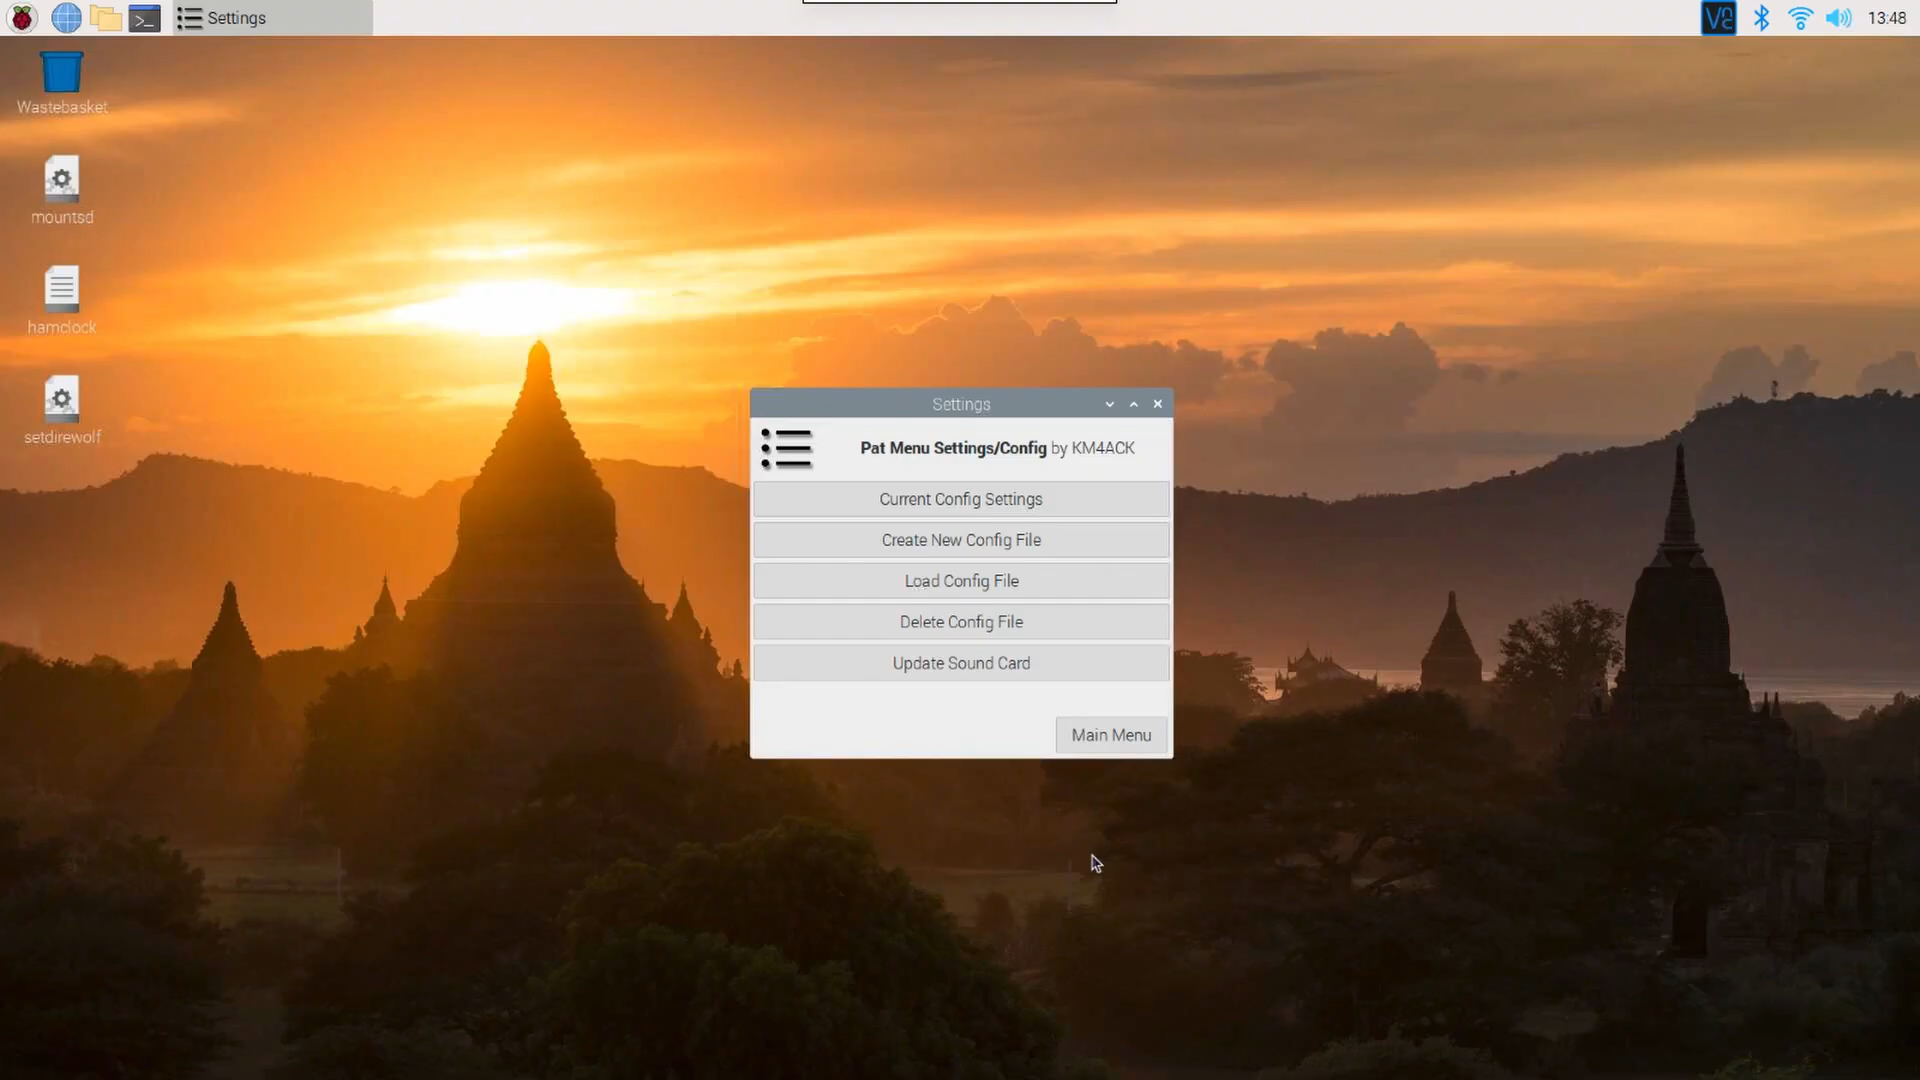 Settings
VNC
13:48
Wastebasket
mountsd
hamclock
setdirewolf
Settings
Pat Menu Settings/Config by KM4ACK
Current Config Settings
Create New Config File
Load Config File
Delete Config File
Update Sound Card
Main Menu